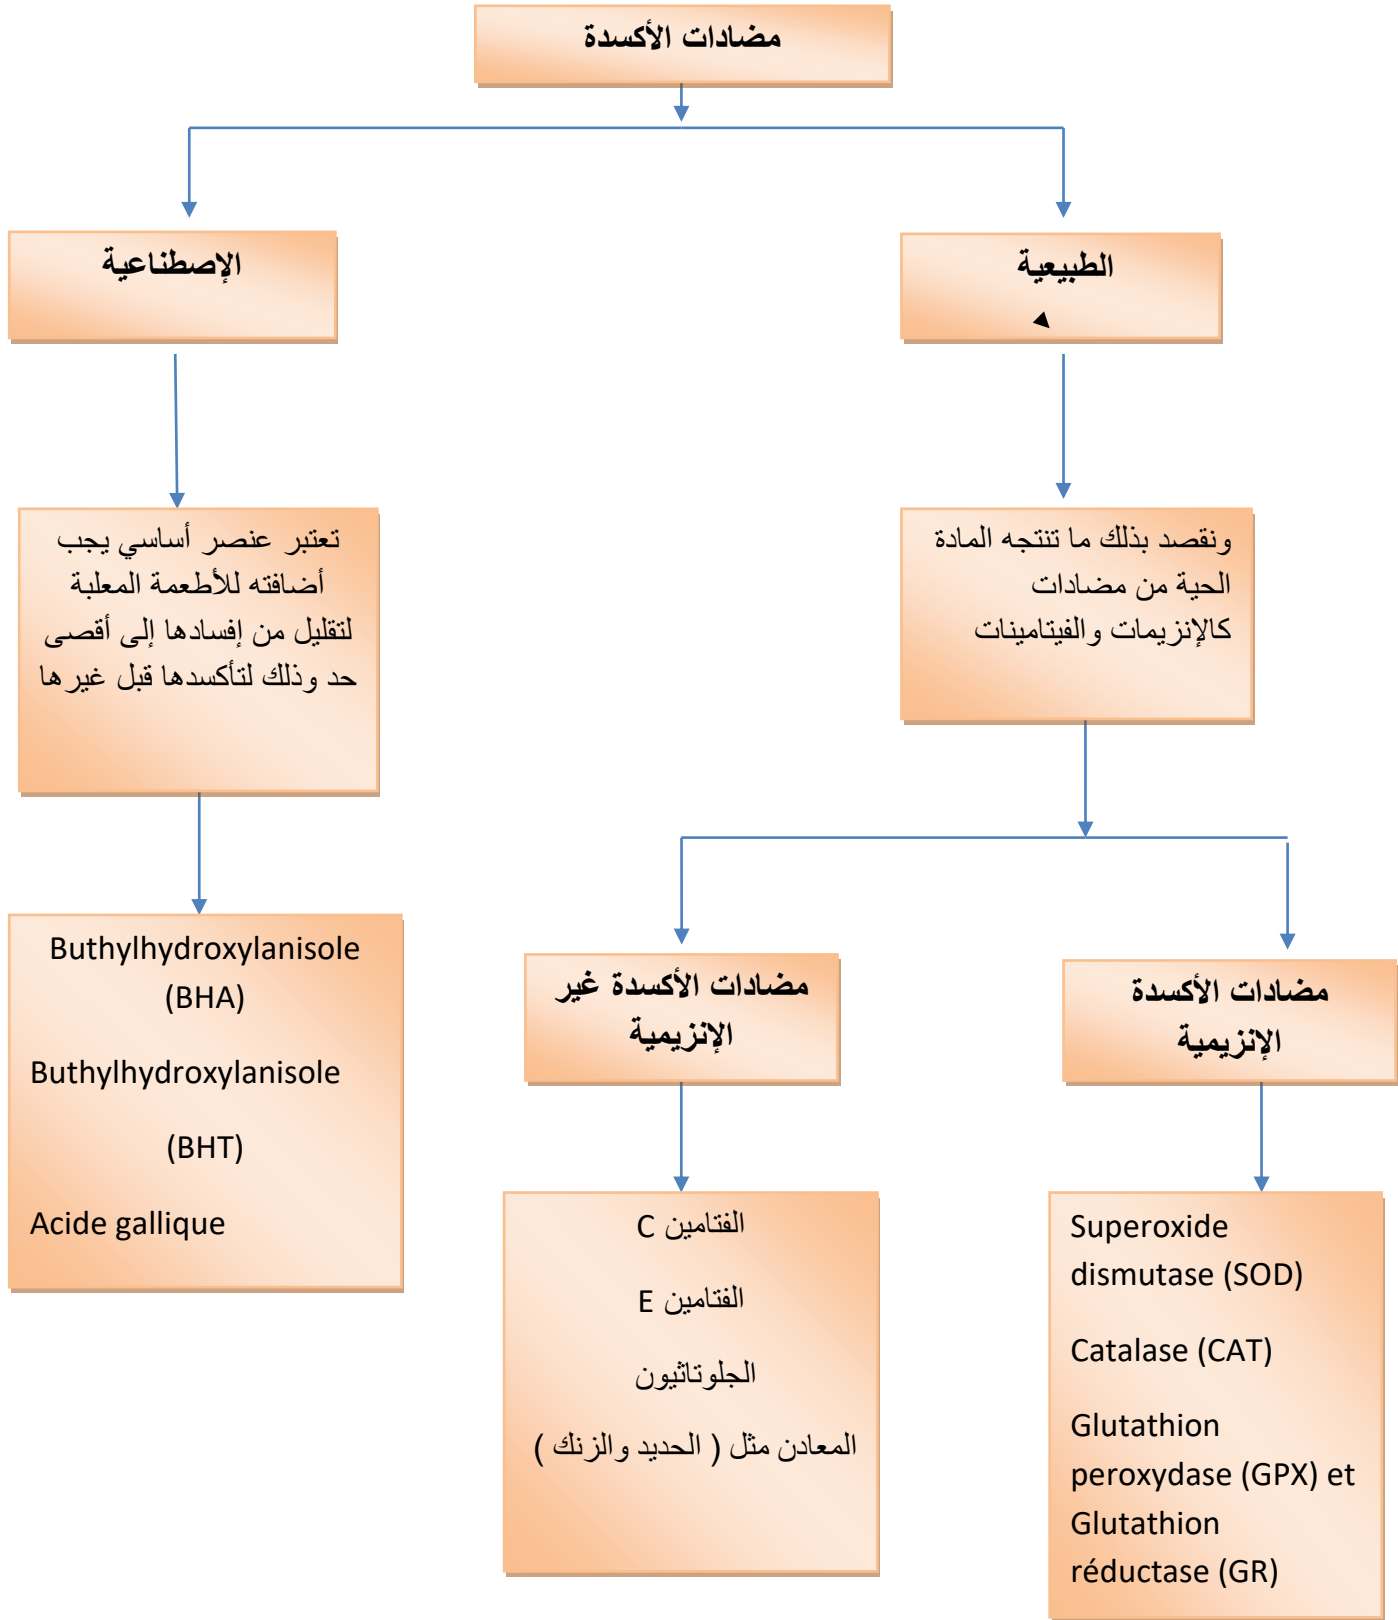 مضادات الأكسدة
الطبيعية
الإصطناعية
ونقصد بذلك ما تنتجه المادة
الحية من مضادات
كالإنزيمات والفيتامينات
تعتبر عنصر أساسي يجب
أضافته للأطعمة المعلبة
لتقليل من إفسادها إلى أقصى
حد وذلك لتأكسدها قبل غيرها
مضادات الأكسدة
الإنزيمية
مضادات الأكسدة غير
الإنزيمية
Buthylhydroxylanisole
(BHA)
Buthylhydroxylanisole
(BHT)
Acide gallique
Superoxide
dismutase (SOD)
Catalase (CAT)
Glutathion
peroxydase (GPX) et
Glutathion
réductase (GR)
الفتامين C
الفتامين E
الجلوتاثيون
المعادن مثل ( الحديد والزنك )